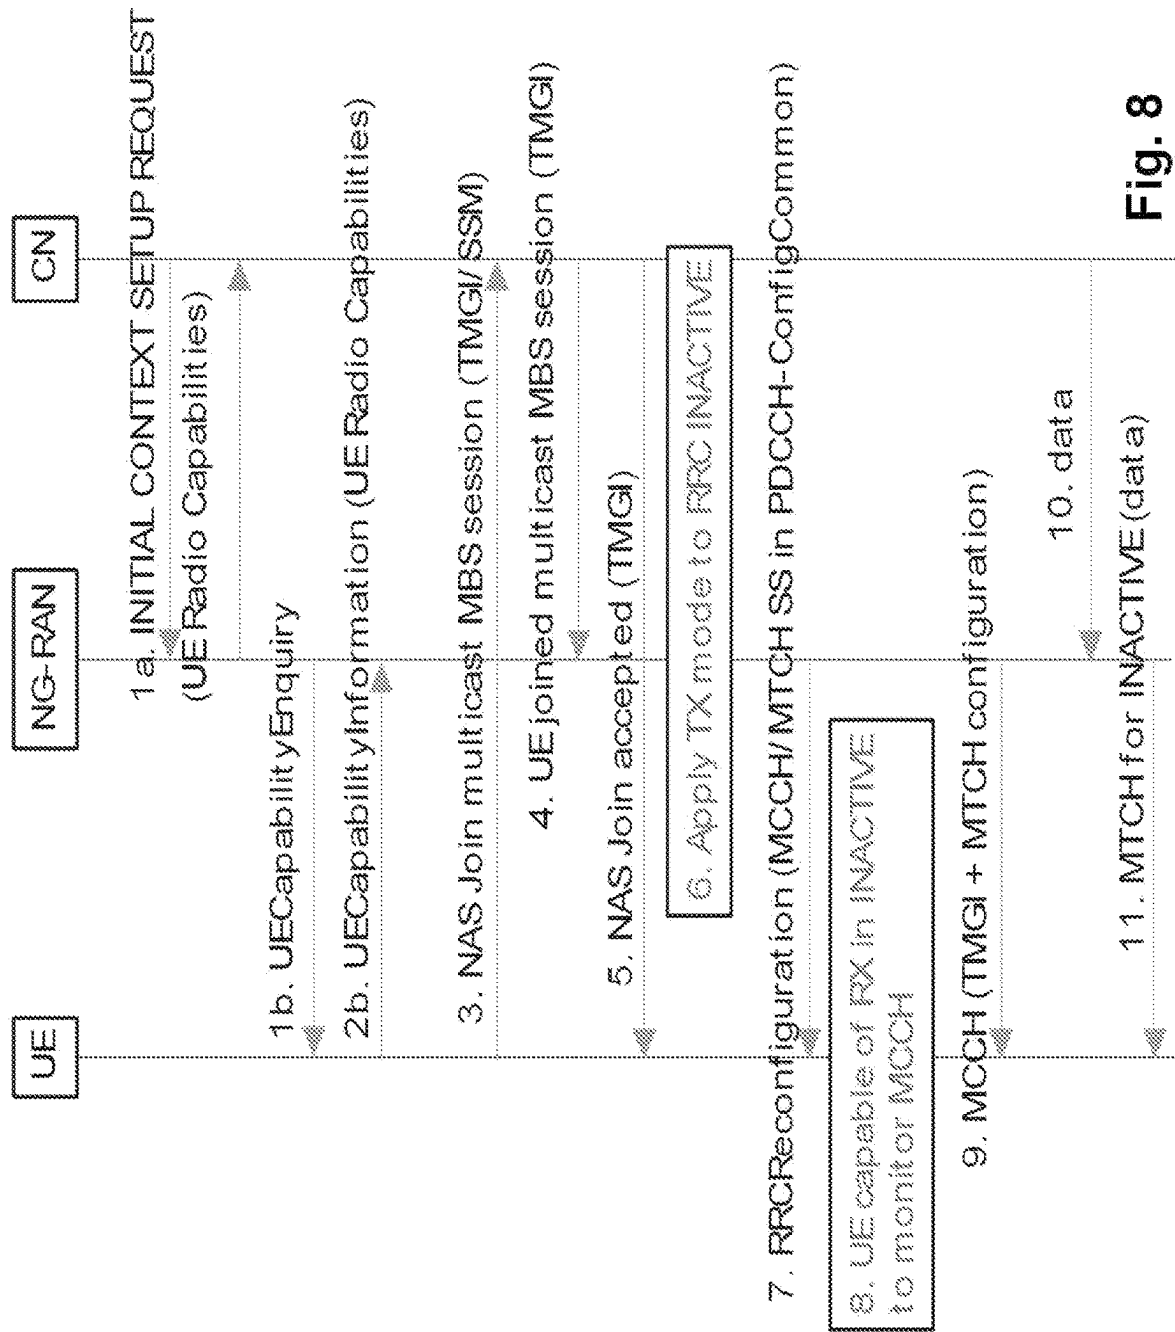 UE
NG-RAN
CN
1a. INITIAL CONTEXT SETUP REQUEST
(UE Radio Capabilities)
1b. UECapabilityEnquiry
2b. UECapabilityInformation (UE Radio Capabilities)
3. NAS Join multicast MBS session (TMGI/SSM)
4. UE joined multicast MBS session (TMGI)
5. NAS Join accepted (TMGI)
6. Apply TX mode to RRC INACTIVE
7. RRCReconfiguration (MCCH/MTCH SS in PDCCH-ConfigCommon)
8. UE capable of RX in INACTIVE
to monitor MCCH
9. MCCH (TMGI + MTCH configuration)
10. data
11. MTCH for INACTIVE (data)
Fig. 8